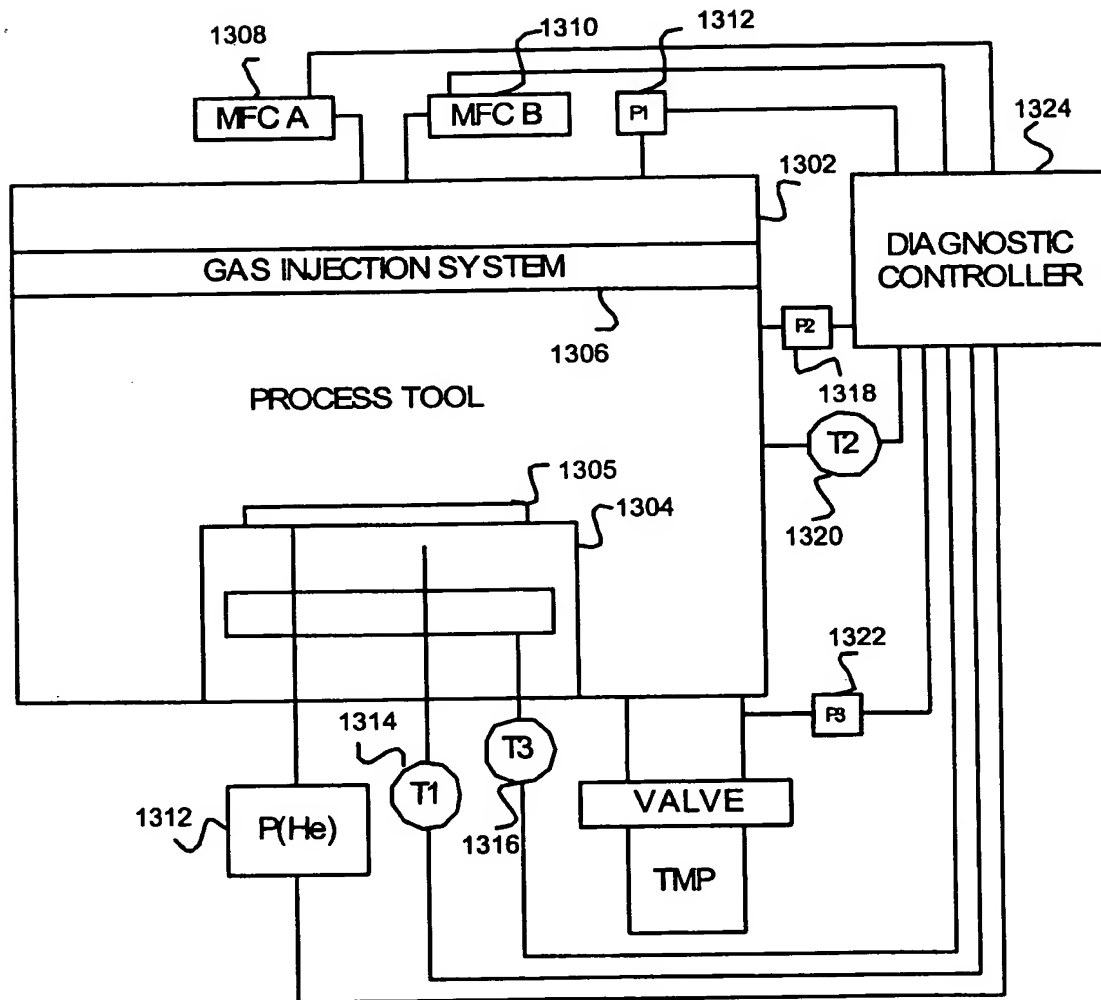 1308
1310
1312
MFC A
MFC B
P1
1324
1302
GAS INJECTION SYSTEM
DIAGNOSTIC
CONTROLLER
1306
P2
1318
PROCESS TOOL
T2
1320
1305
1304
1322
P3
1314
T3
T1
1316
1312
P(He)
VALVE
TMP